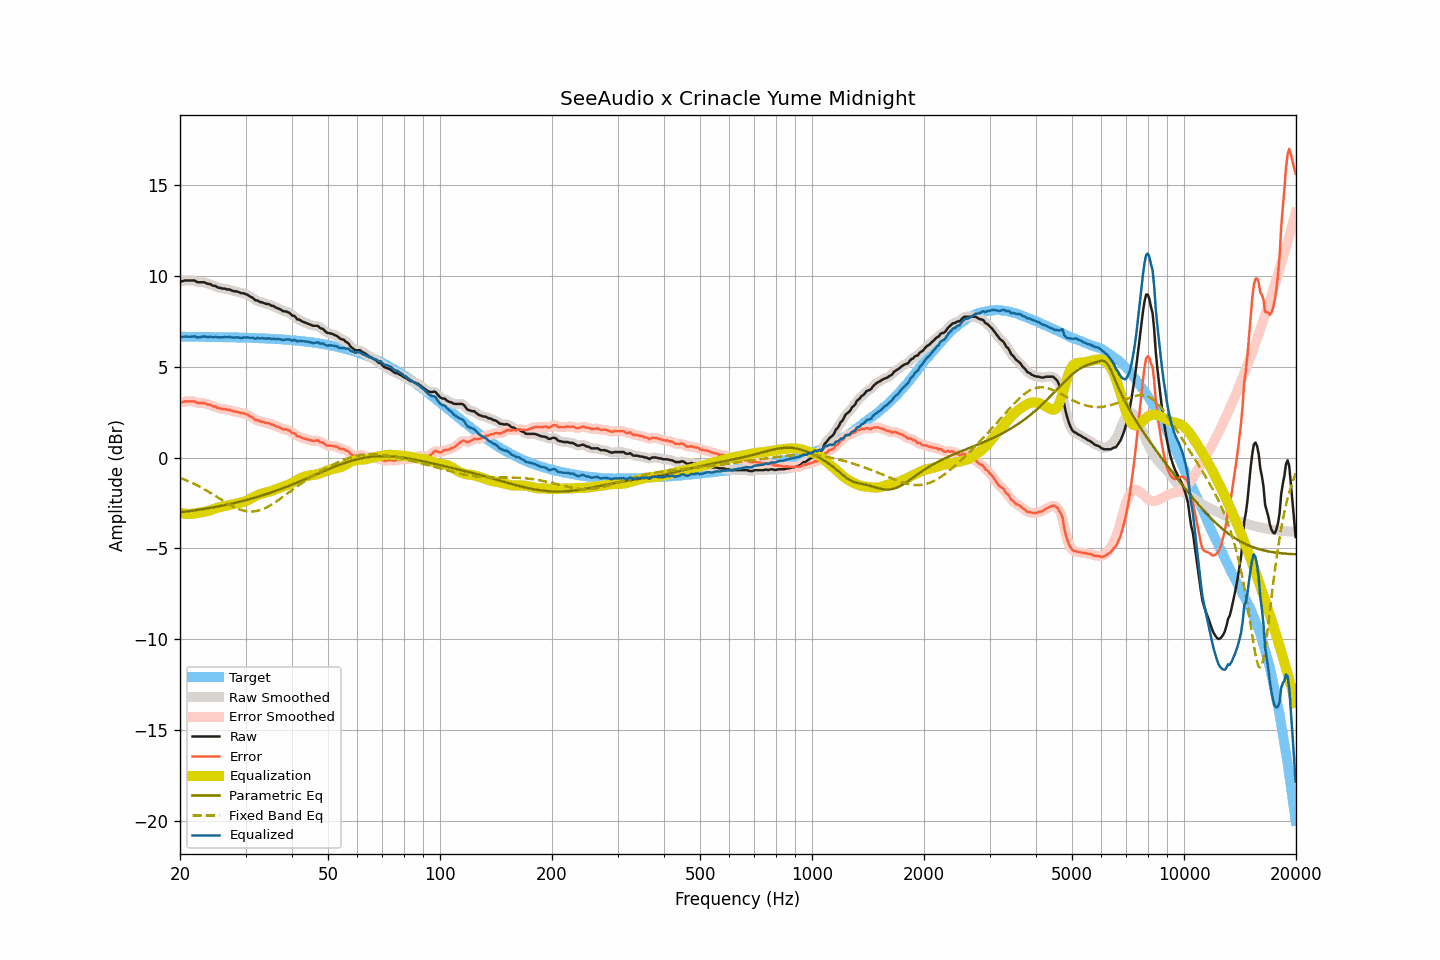 SeeAudio x Crinacle Yume Midnight
15
10
5
0
−5
−10
−15
−20
Amplitude (dBr)
Target
Raw Smoothed
Error Smoothed
Raw
Error
Equalization
Parametric Eq
Fixed Band Eq
Equalized
20 50 100 200 500 1000 2000 5000 10000 20000
Frequency (Hz)